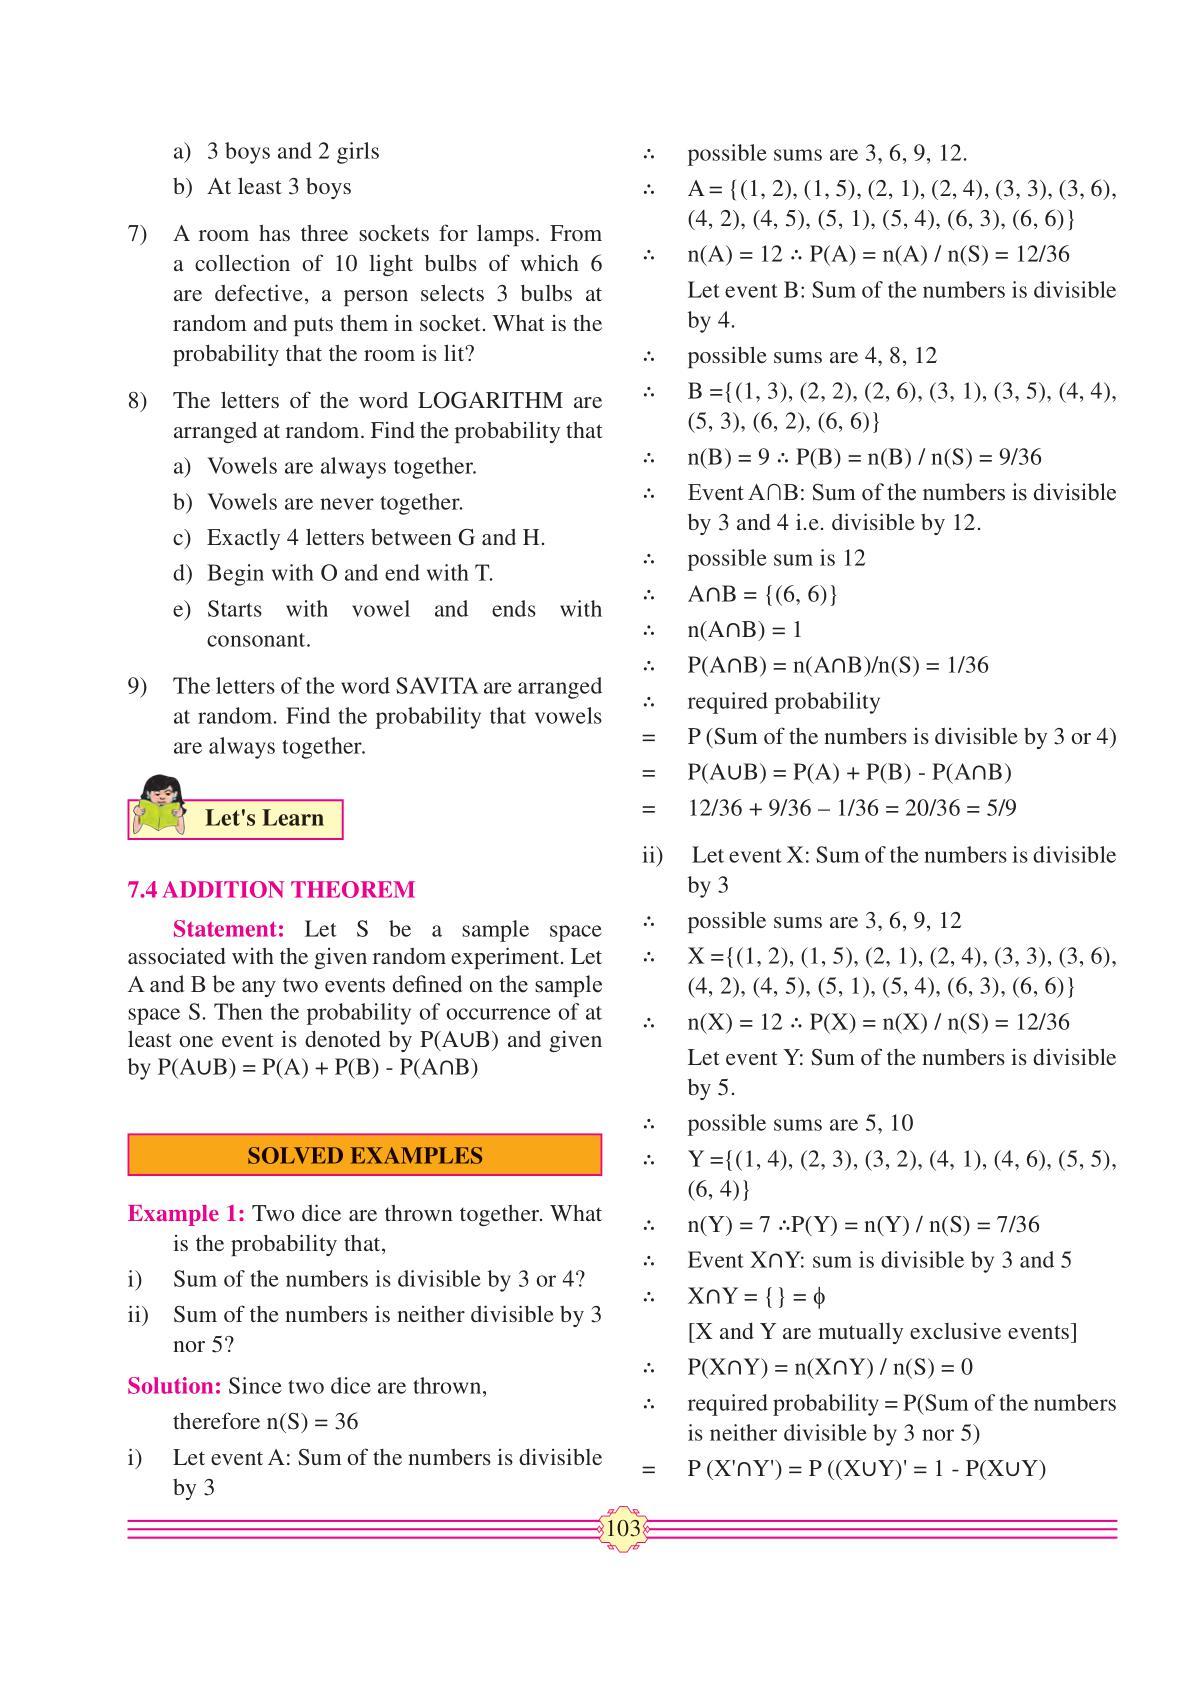 a) 3 boys and 2 girls
b) At least 3 boys
7) A room has three sockets for lamps. From
a collection of 10 light bulbs of which 6
are defective, a person selects 3 bulbs at
random and puts them in socket. What is the
probability that the room is lit?
8) The letters of the word LOGARITHM are
arranged at random. Find the probability that
a) Vowels are always together.
b) Vowels are never together.
c) Exactly 4 letters between G and H.
d) Begin with O and end with T.
e) Starts with vowel and ends with
consonant.
9) The letters of the word SAVITA are arranged
at random. Find the probability that vowels
are always together.
Let's Learn
7.4 ADDITION THEOREM
Statement: Let S be a sample space
associated with the given random experiment. Let
A and B be any two events defined on the sample
space S. Then the probability of occurrence of at
least one event is denoted by P(A∪B) and given
by P(A∪B) = P(A) + P(B) - P(A∩B)
SOLVED EXAMPLES
Example 1: Two dice are thrown together. What
is the probability that,
i) Sum of the numbers is divisible by 3 or 4?
ii) Sum of the numbers is neither divisible by 3
nor 5?
Solution: Since two dice are thrown,
therefore n(S) = 36
i) Let event A: Sum of the numbers is divisible
by 3
∴ possible sums are 3, 6, 9, 12.
∴ A = {(1, 2), (1, 5), (2, 1), (2, 4), (3, 3), (3, 6),
(4, 2), (4, 5), (5, 1), (5, 4), (6, 3), (6, 6)}
∴ n(A) = 12 ∴ P(A) = n(A) / n(S) = 12/36
Let event B: Sum of the numbers is divisible
by 4.
∴ possible sums are 4, 8, 12
∴ B ={(1, 3), (2, 2), (2, 6), (3, 1), (3, 5), (4, 4),
(5, 3), (6, 2), (6, 6)}
∴ n(B) = 9 ∴ P(B) = n(B) / n(S) = 9/36
∴ Event A∩B: Sum of the numbers is divisible
by 3 and 4 i.e. divisible by 12.
∴ possible sum is 12
∴ A∩B = {(6, 6)}
∴ n(A∩B) = 1
∴ P(A∩B) = n(A∩B)/n(S) = 1/36
∴ required probability
= P (Sum of the numbers is divisible by 3 or 4)
= P(A∪B) = P(A) + P(B) - P(A∩B)
= 12/36 + 9/36 – 1/36 = 20/36 = 5/9
ii) Let event X: Sum of the numbers is divisible
by 3
∴ possible sums are 3, 6, 9, 12
∴ X ={(1, 2), (1, 5), (2, 1), (2, 4), (3, 3), (3, 6),
(4, 2), (4, 5), (5, 1), (5, 4), (6, 3), (6, 6)}
∴ n(X) = 12 ∴ P(X) = n(X) / n(S) = 12/36
Let event Y: Sum of the numbers is divisible
by 5.
∴ possible sums are 5, 10
∴ Y ={(1, 4), (2, 3), (3, 2), (4, 1), (4, 6), (5, 5),
(6, 4)}
∴ n(Y) = 7 ∴P(Y) = n(Y) / n(S) = 7/36
∴ Event X∩Y: sum is divisible by 3 and 5
∴ X∩Y = { } = ϕ
[X and Y are mutually exclusive events]
∴ P(X∩Y) = n(X∩Y) / n(S) = 0
∴ required probability = P(Sum of the numbers
is neither divisible by 3 nor 5)
= P (X'∩Y') = P ((X∪Y)' = 1 - P(X∪Y)
103